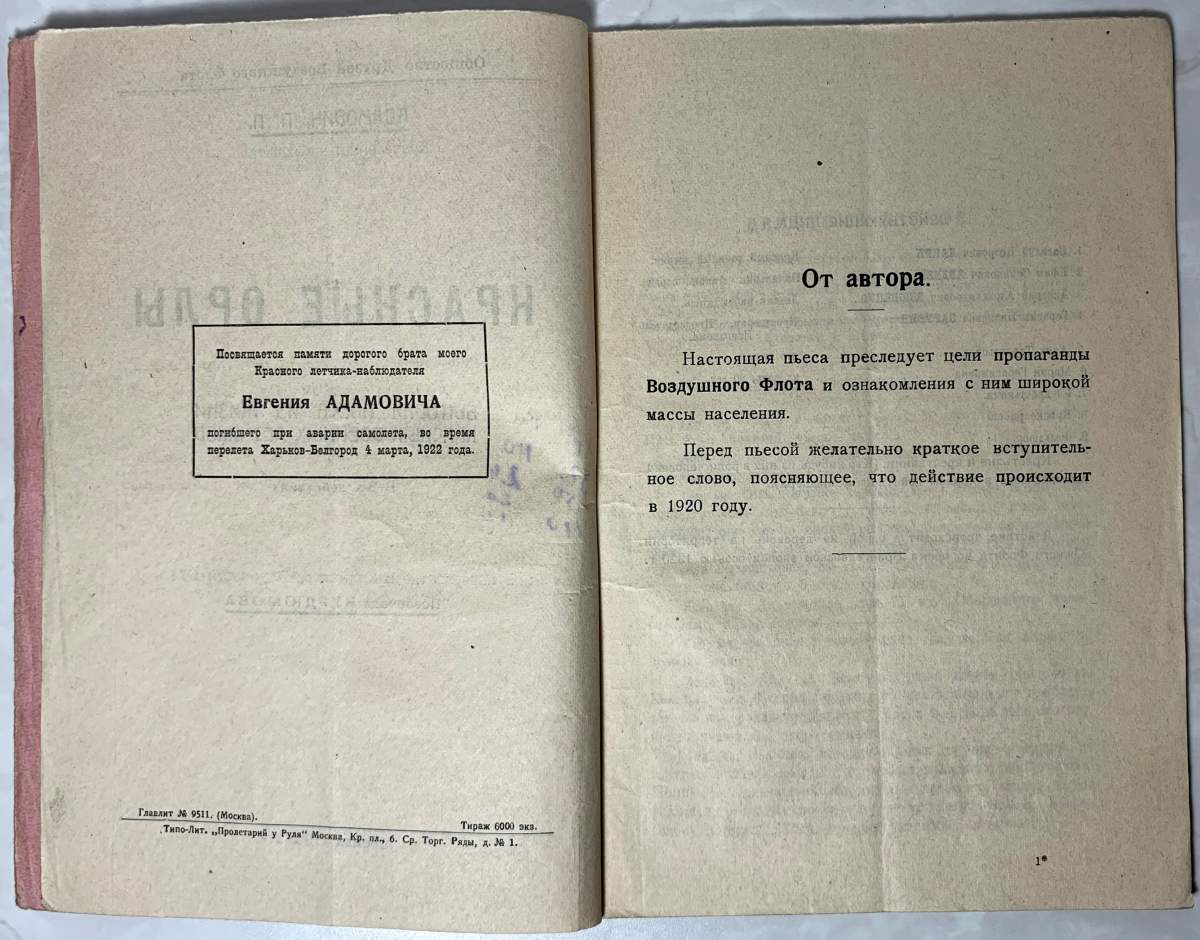 Посвящается памяти дорогого брата моего
Красного летчика-наблюдателя
Евгения АДАМОВИЧА
погибшего при аварии самолета, во время
перелета Харьков-Белгород 4 марта, 1922 года.
Главлит № 9511. (Москва).
Тираж 6000 экз.
Типо-Лит. „Пролетарий у Руля" Москва, Кр. пл., б. Ср. Торг. Ряды, д. № 1.
От автора.
Настоящая пьеса преследует цели пропаганды
Воздушного Флота и ознакомления с ним широкой
массы населения.
Перед пьесой желательно краткое вступитель-
ное слово, поясняющее, что действие происходит
в 1920 году.
1*